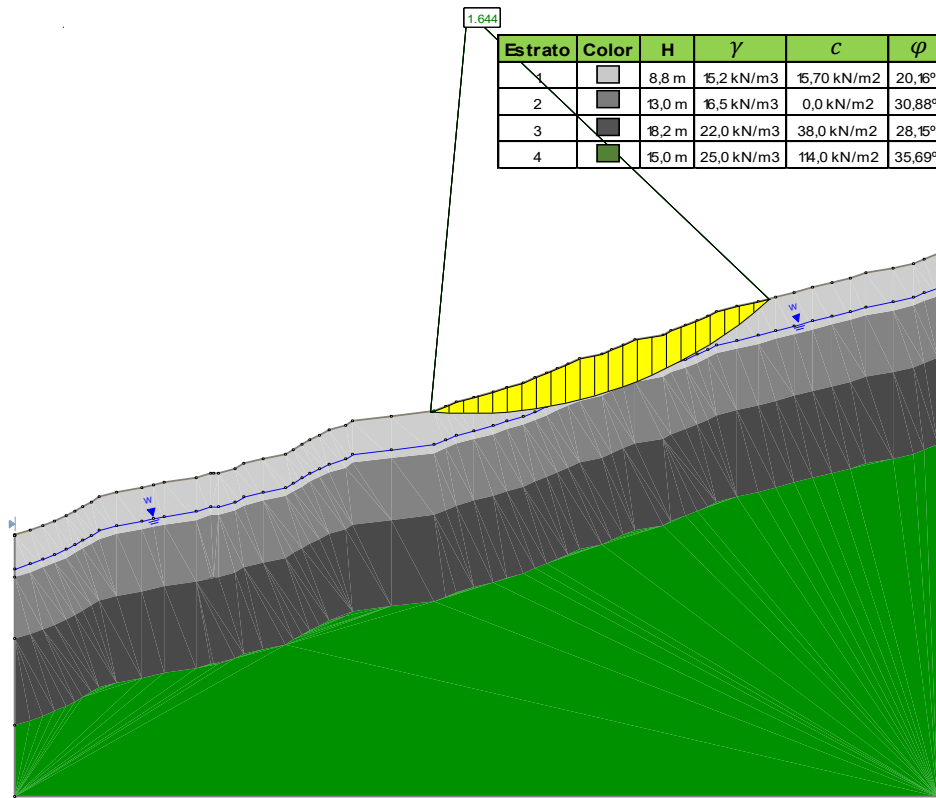 1.644
Estrato Color H γ c φ
1 8,8 m 15,2 kN/m3 15,70 kN/m2 20,16º
2 13,0 m 16,5 kN/m3 0,0 kN/m2 30,88º
3 18,2 m 22,0 kN/m3 38,0 kN/m2 28,15º
4 15,0 m 25,0 kN/m3 114,0 kN/m2 35,69º
W
W